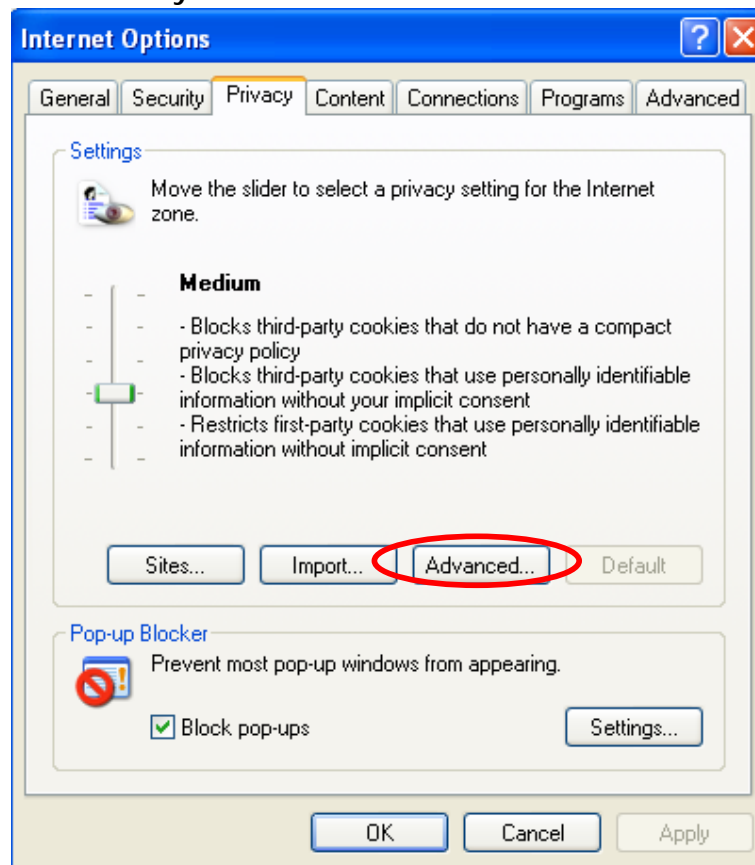 Internet Options
General Security Privacy Content Connections Programs Advanced
Settings
Move the slider to select a privacy setting for the Internet
zone.
Medium
- Blocks third-party cookies that do not have a compact
privacy policy
- Blocks third-party cookies that use personally identifiable
information without your implicit consent
- Restricts first-party cookies that use personally identifiable
information without implicit consent
Sites... Import... Advanced... Default
Pop-up Blocker
Prevent most pop-up windows from appearing.
Block pop-ups Settings...
OK Cancel Apply